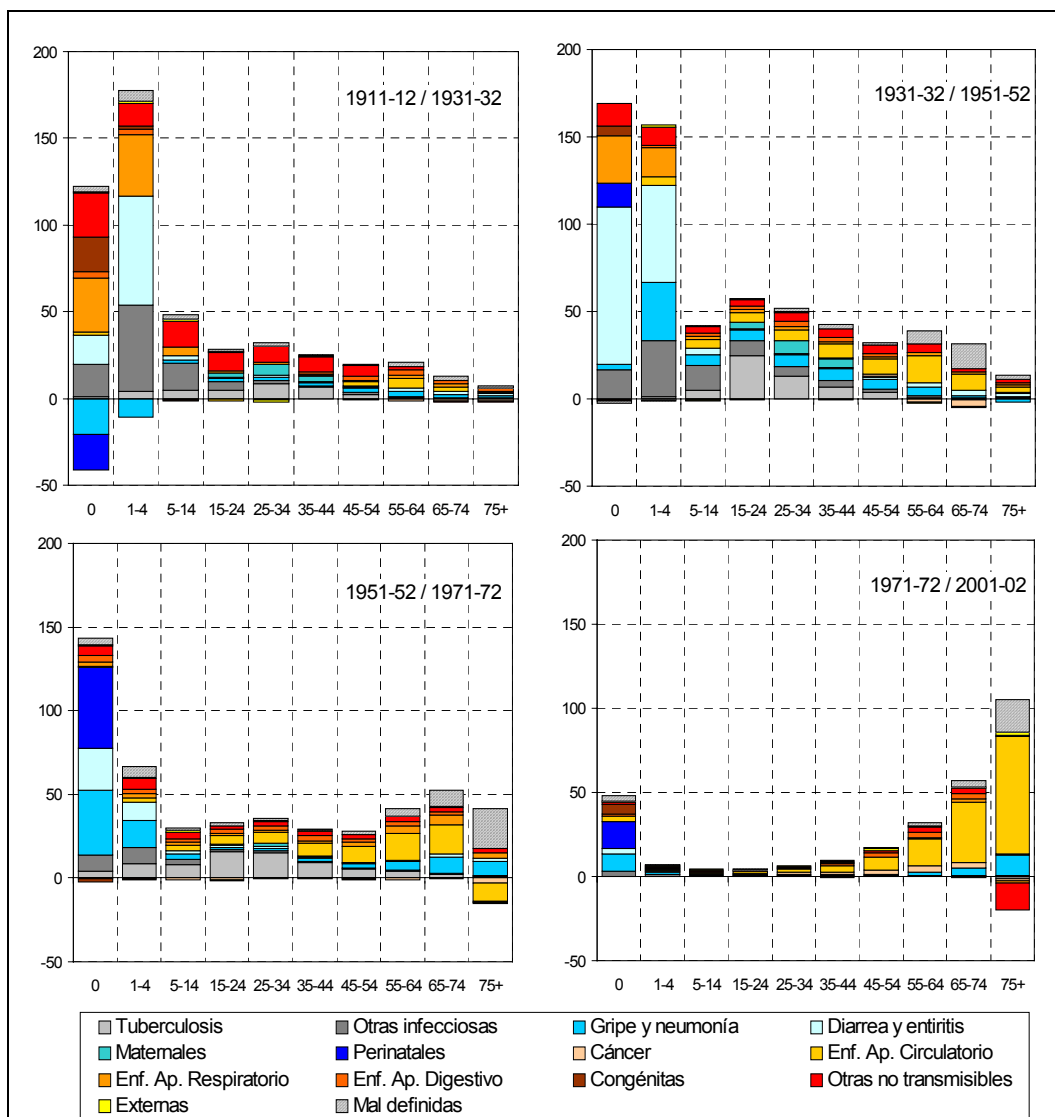 200
150
100
50
0
-50
1911-12 / 1931-32
0 1-4 5-14 15-24 25-34 35-44 45-54 55-64 65-74 75+
200
150
100
50
0
-50
1931-32 / 1951-52
0 1-4 5-14 15-24 25-34 35-44 45-54 55-64 65-74 75+
200
150
100
50
0
-50
1951-52 / 1971-72
0 1-4 5-14 15-24 25-34 35-44 45-54 55-64 65-74 75+
200
150
100
50
0
-50
1971-72 / 2001-02
0 1-4 5-14 15-24 25-34 35-44 45-54 55-64 65-74 75+
Tuberculosis Otras infecciosas Gripe y neumonía Diarrea y entiritis
Maternales Perinatales Cáncer Enf. Ap. Circulatorio
Enf. Ap. Respiratorio Enf. Ap. Digestivo Congénitas Otras no transmisibles
Externas Mal definidas